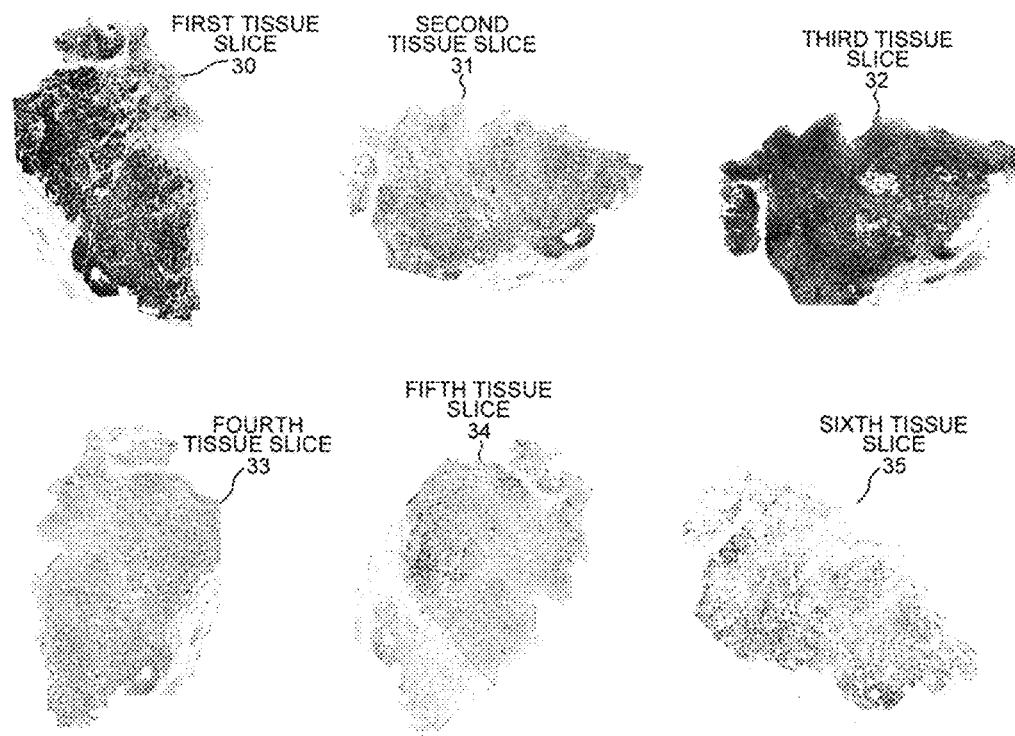 FIRST TISSUE
SLICE
30
SECOND
TISSUE SLICE
31
THIRD TISSUE
SLICE
32
FOURTH
TISSUE SLICE
33
FIFTH TISSUE
SLICE
34
SIXTH TISSUE
SLICE
35